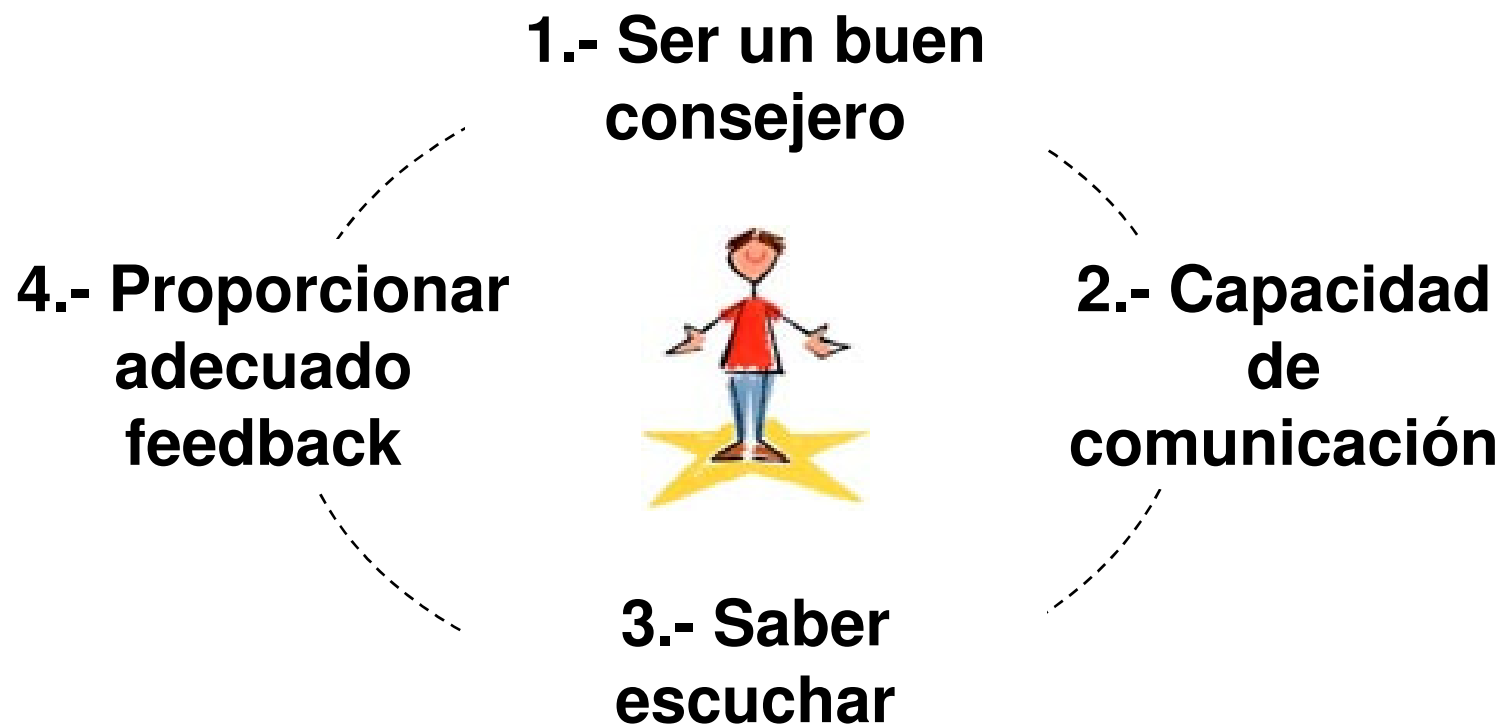 1.- Ser un buen
consejero
2.- Capacidad
de
comunicación
3.- Saber
escuchar
4.- Proporcionar
adecuado
feedback